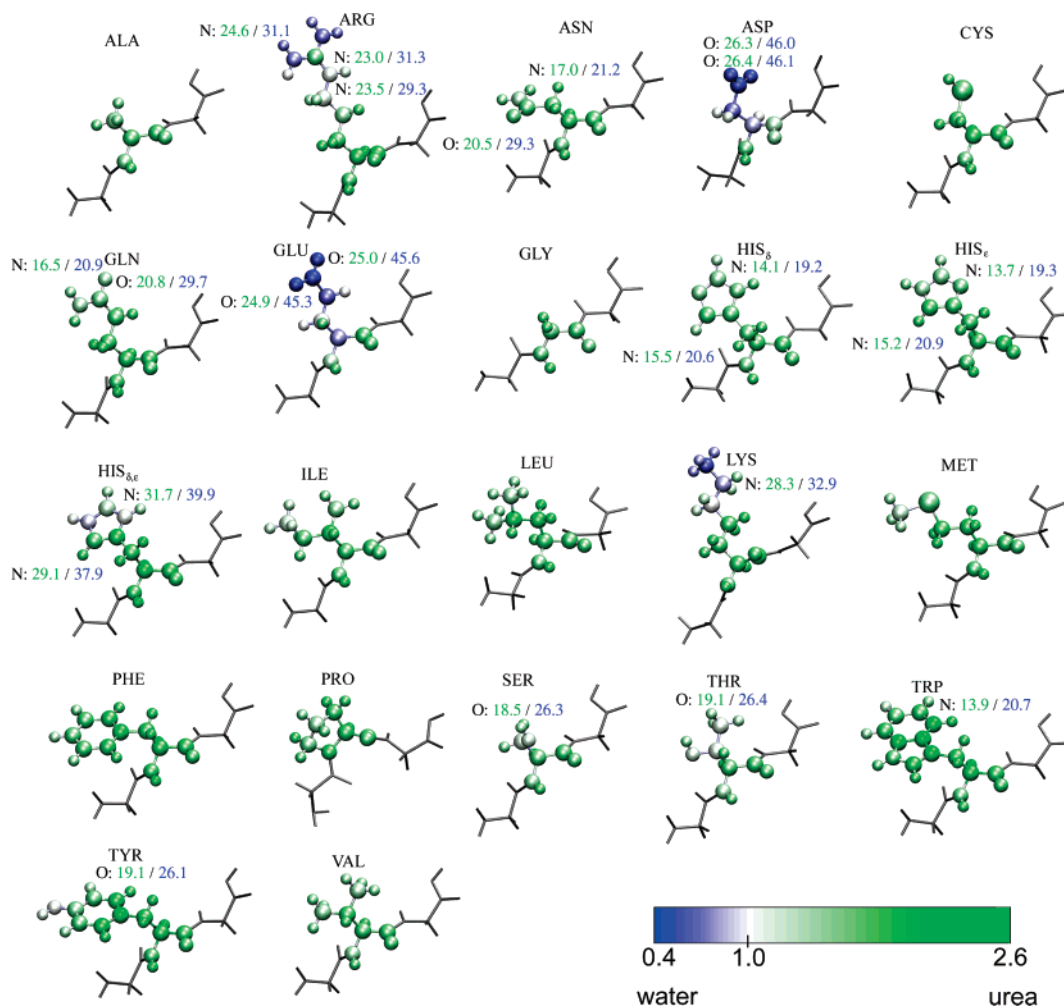 ALA
ARG
N: 24.6 / 31.1
N: 23.0 / 31.3
N: 23.5 / 29.3
ASN
N: 17.0 / 21.2
O: 20.5 / 29.3
ASP
O: 26.3 / 46.0
O: 26.4 / 46.1
CYS
GLN
N: 16.5 / 20.9
O: 20.8 / 29.7
GLU
O: 25.0 / 45.6
O: 24.9 / 45.3
GLY
HISδ
N: 14.1 / 19.2
N: 15.5 / 20.6
HISε
N: 13.7 / 19.3
N: 15.2 / 20.9
HISδ,ε
N: 31.7 / 39.9
N: 29.1 / 37.9
ILE
LEU
LYS
N: 28.3 / 32.9
MET
PHE
PRO
SER
O: 18.5 / 26.3
THR
O: 19.1 / 26.4
TRP
N: 13.9 / 20.7
TYR
O: 19.1 / 26.1
VAL
0.4 1.0 2.6
water urea